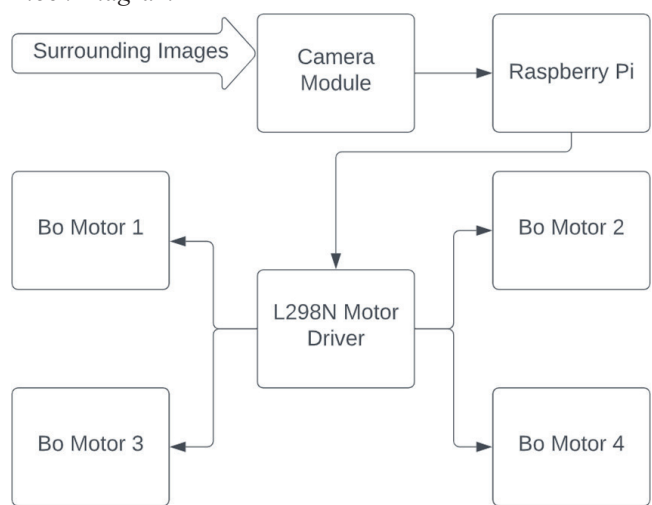 Surrounding Images
Camera
Module
Raspberry Pi
Bo Motor 1
Bo Motor 2
L298N Motor
Driver
Bo Motor 3
Bo Motor 4